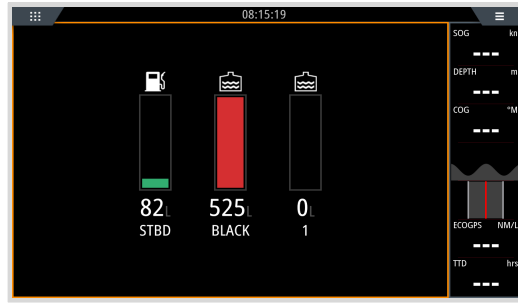 08:15:19
82L 525L 0L
STBD BLACK 1
SOG kn
---
DEPTH m
---
COG °M
---
ECOGPS NM/L
---
TTD hrs
---